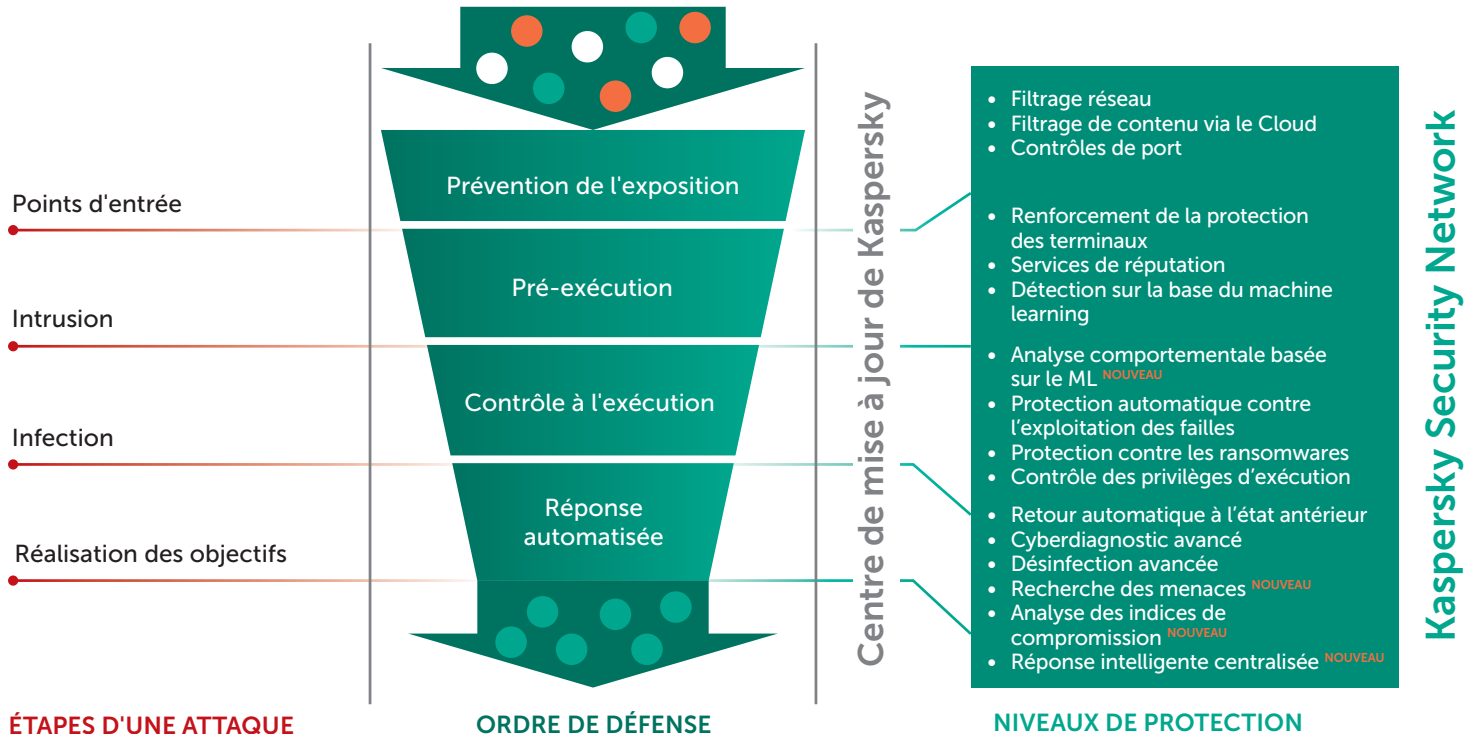 Points d'entrée
Intrusion
Infection
Réalisation des objectifs
ÉTAPES D'UNE ATTAQUE
Prévention de l'exposition
Pré-exécution
Contrôle à l'exécution
Réponse
automatisée
ORDRE DE DÉFENSE
Centre de mise à jour de Kaspersky
• Filtrage réseau
• Filtrage de contenu via le Cloud
• Contrôles de port
• Renforcement de la protection
des terminaux
• Services de réputation
• Détection sur la base du machine
learning
• Analyse comportementale basée
sur le ML NOUVEAU
• Protection automatique contre
l’exploitation des failles
• Protection contre les ransomwares
• Contrôle des privilèges d’exécution
• Retour automatique à l’état antérieur
• Cyberdiagnostic avancé
• Désinfection avancée
• Recherche des menaces NOUVEAU
• Analyse des indices de
compromission NOUVEAU
• Réponse intelligente centralisée NOUVEAU
NIVEAUX DE PROTECTION
Kaspersky Security Network